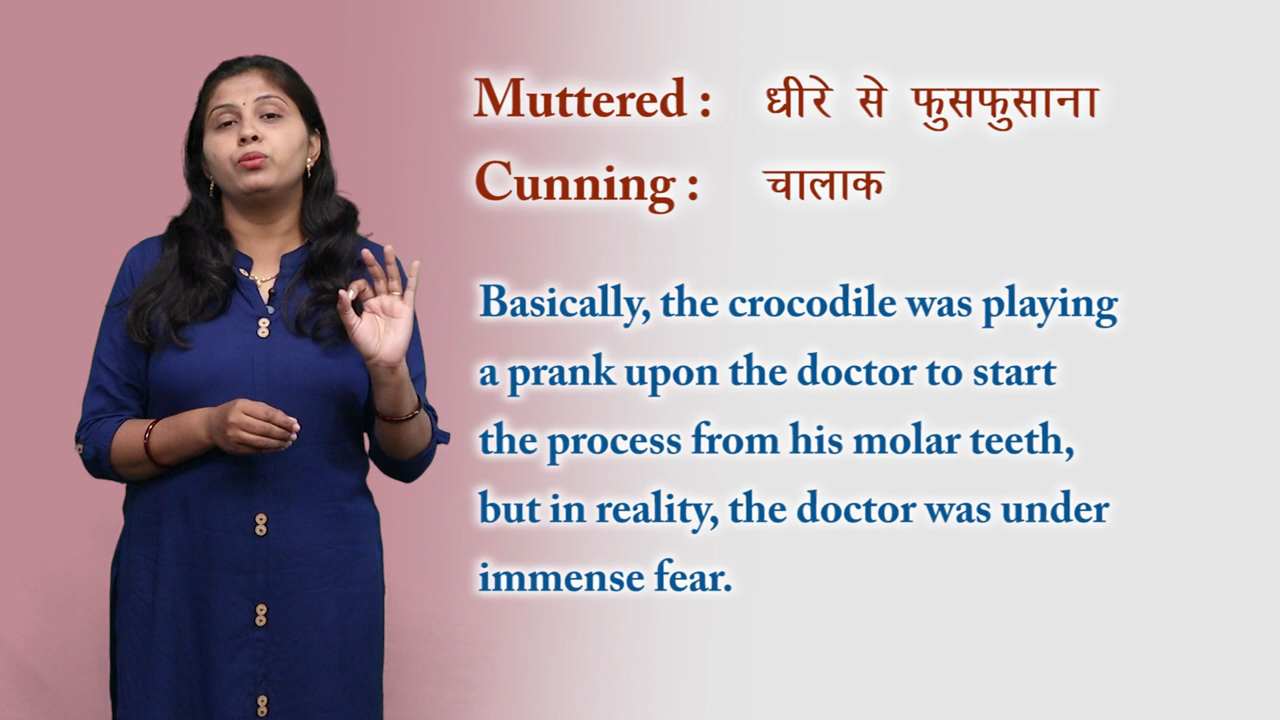 Muttered : धीरे से फुसफुसाना
Cunning : चालाक
Basically, the crocodile was playing
a prank upon the doctor to start
the process from his molar teeth,
but in reality, the doctor was under
immense fear.